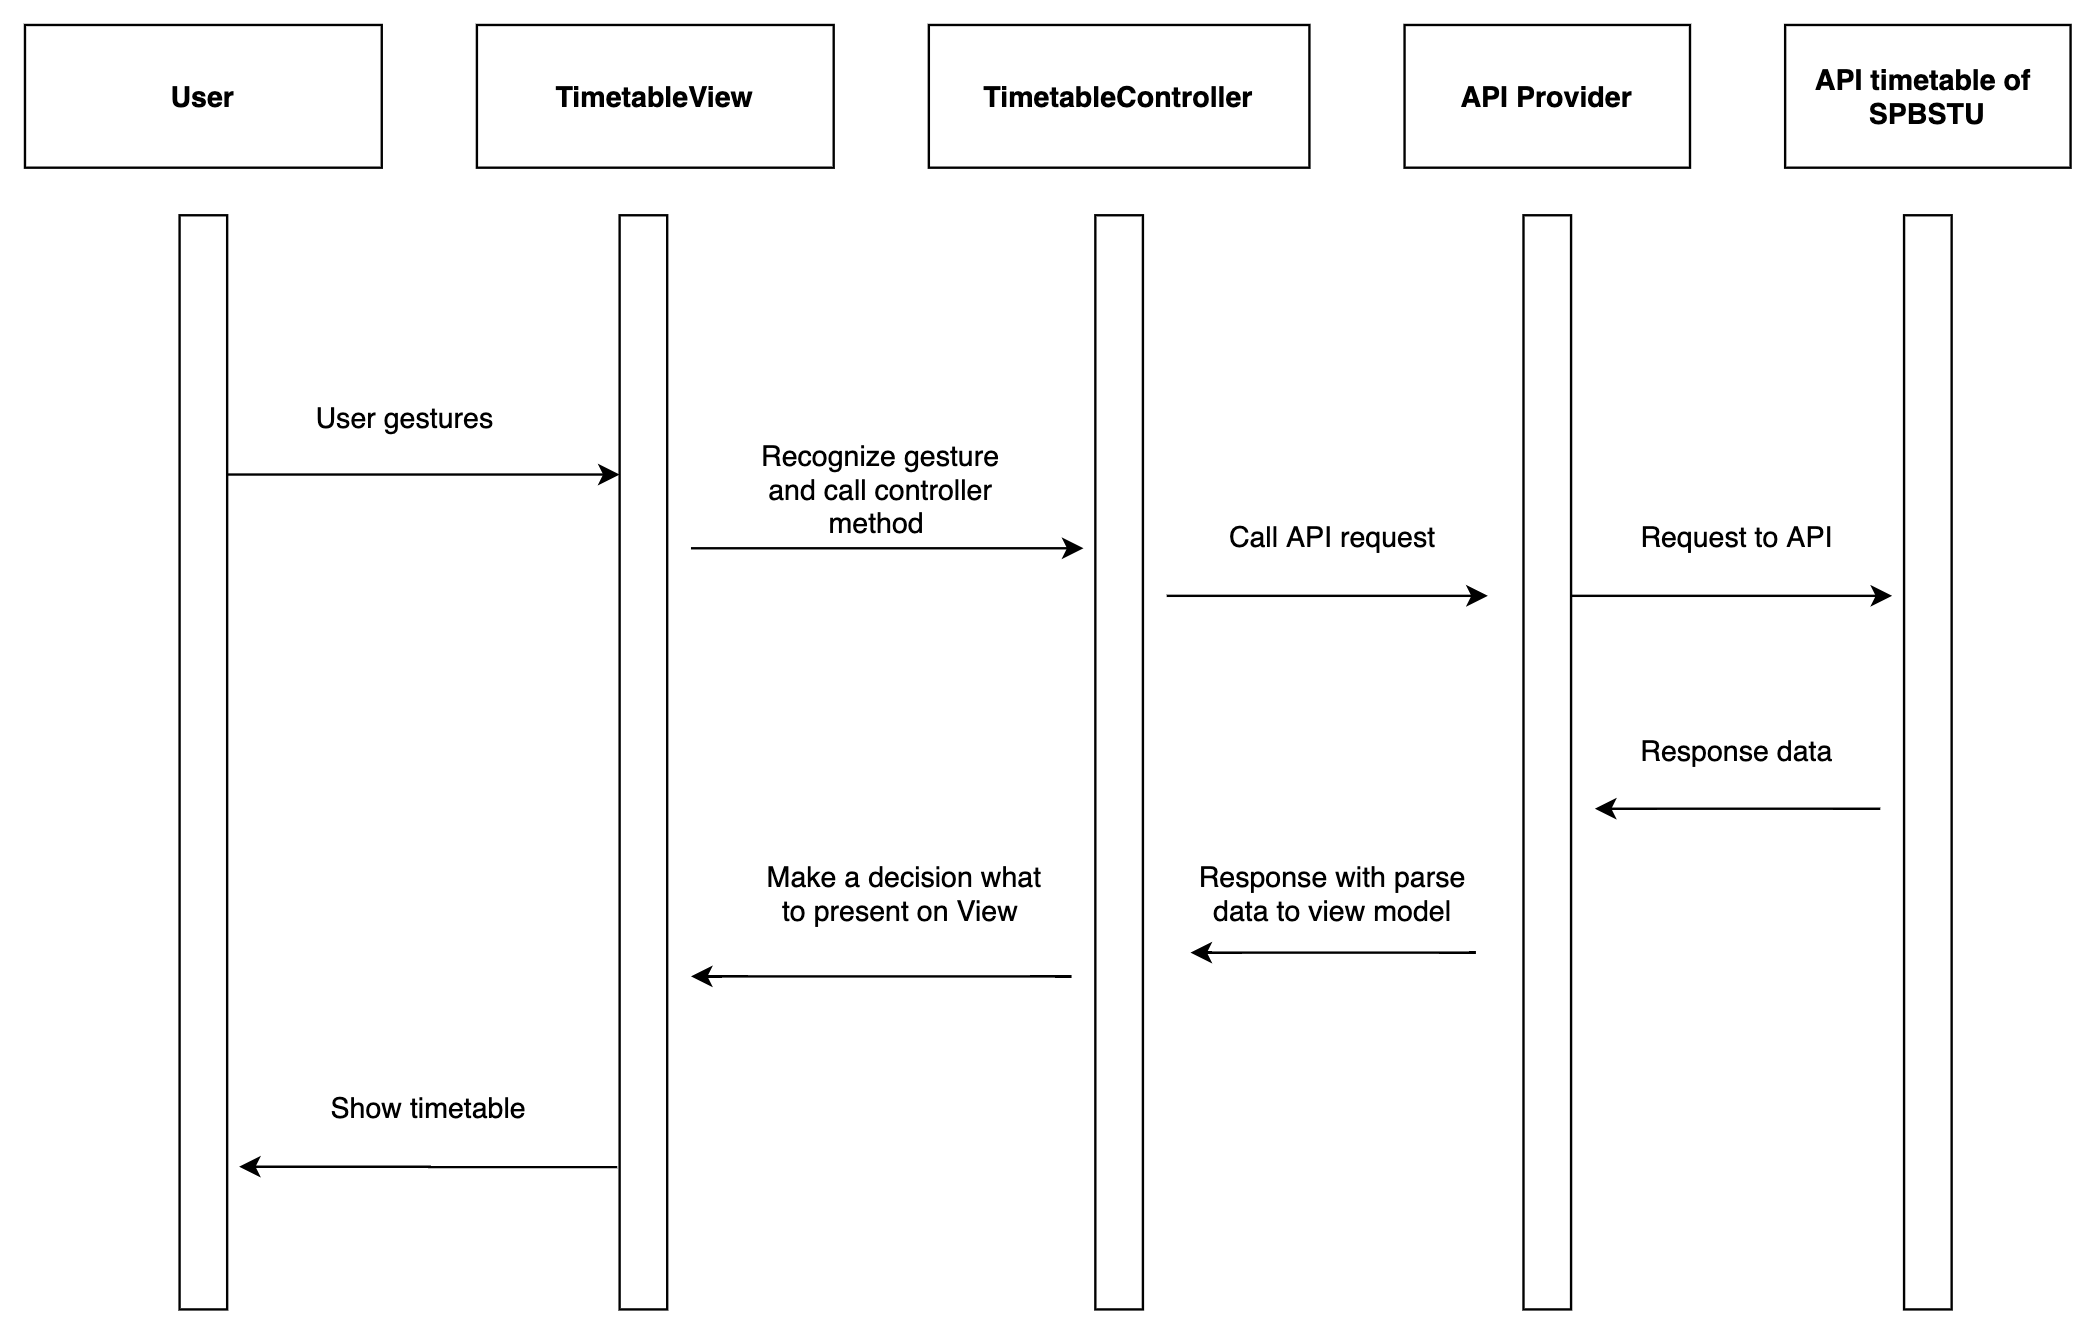 User
TimetableView
TimetableController
API Provider
API timetable of
SPBSTU
User gestures
Recognize gesture
and call controller
method
Call API request
Request to API
Response data
Make a decision what
to present on View
Response with parse
data to view model
Show timetable